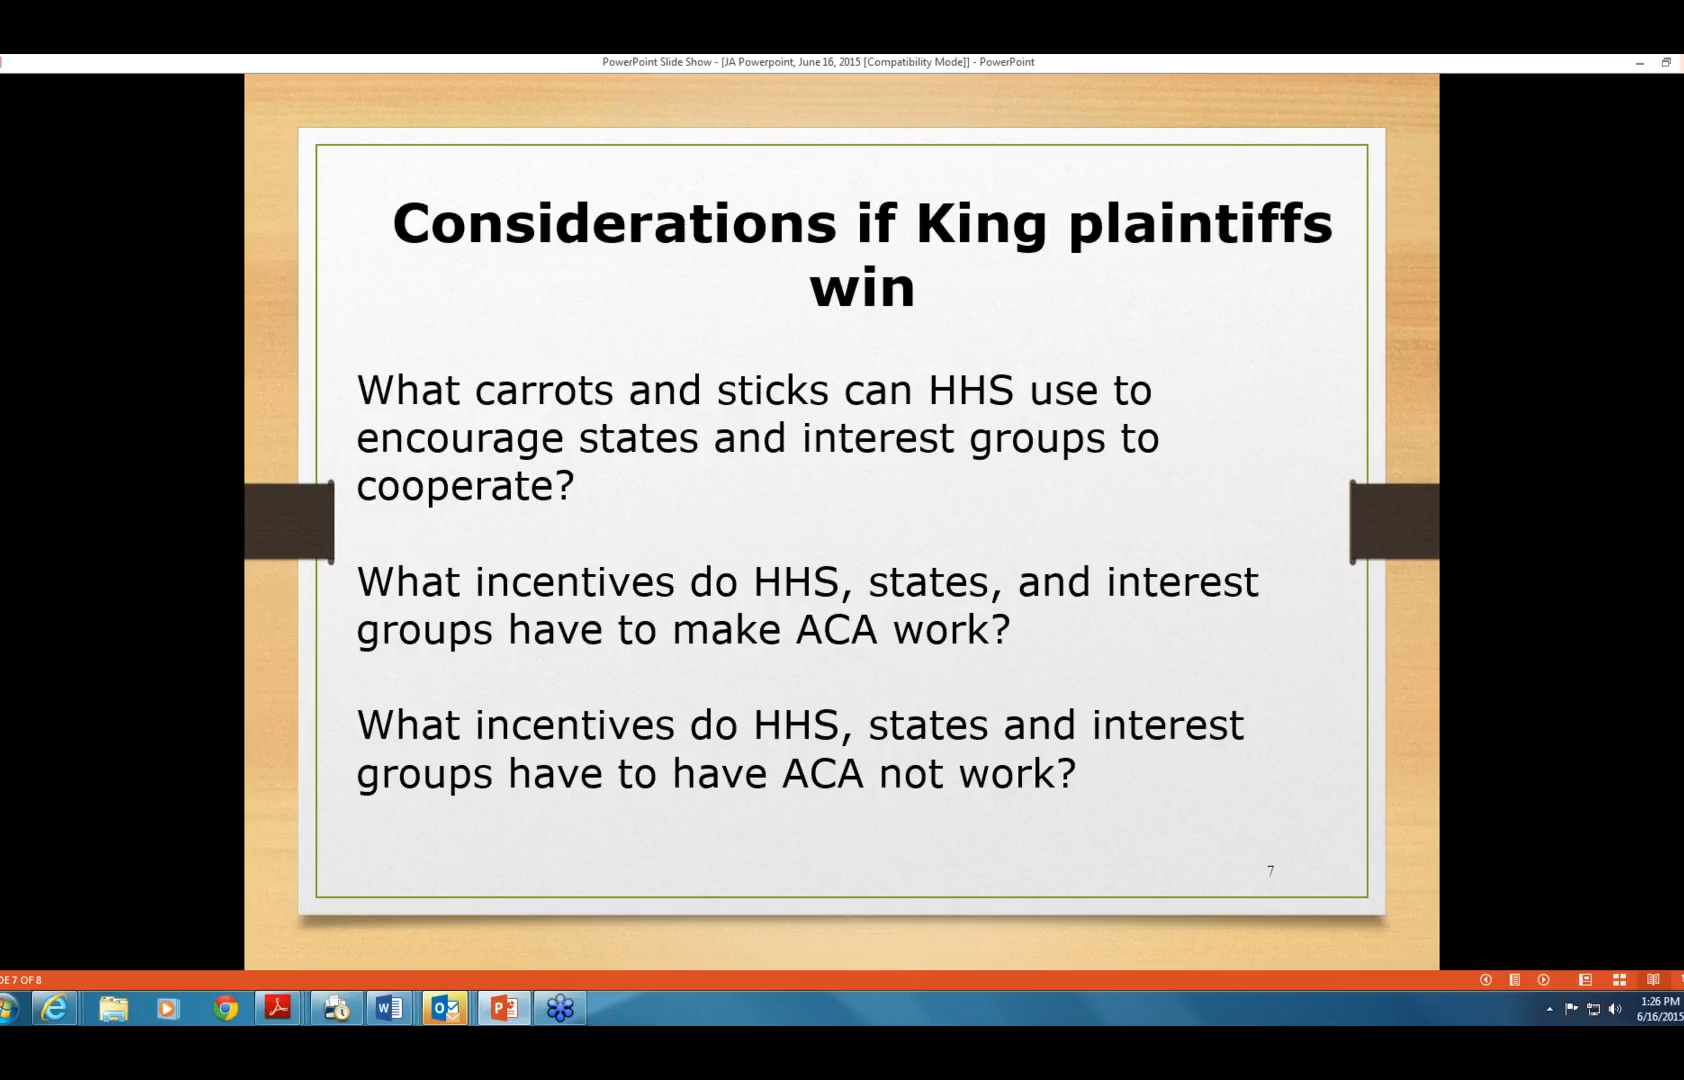 PowerPoint Slide Show - [JA Powerpoint, June 16, 2015 [Compatibility Mode]] - PowerPoint
Considerations if King plaintiffs
win
What carrots and sticks can HHS use to
encourage states and interest groups to
cooperate?
What incentives do HHS, states, and interest
groups have to make ACA work?
What incentives do HHS, states and interest
groups have to have ACA not work?
7
DE 7 OF 8
1:26 PM
6/16/2015